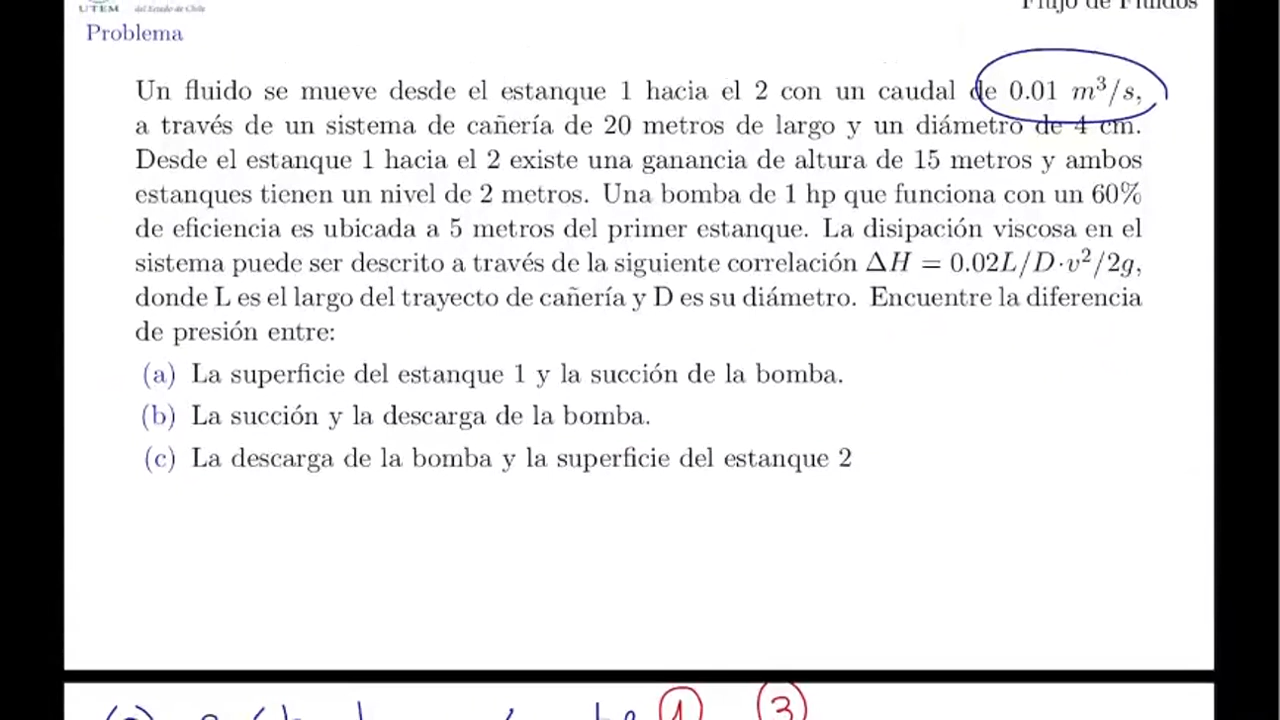 UTEM del Estado de Chile
Flujo de Fluidos
Problema
Un fluido se mueve desde el estanque 1 hacia el 2 con un caudal de 0.01 m³/s,
a través de un sistema de cañería de 20 metros de largo y un diámetro de 4 cm.
Desde el estanque 1 hacia el 2 existe una ganancia de altura de 15 metros y ambos
estanques tienen un nivel de 2 metros. Una bomba de 1 hp que funciona con un 60%
de eficiencia es ubicada a 5 metros del primer estanque. La disipación viscosa en el
sistema puede ser descrito a través de la siguiente correlación ΔH = 0.02L/D·v²/2g,
donde L es el largo del trayecto de cañería y D es su diámetro. Encuentre la diferencia
de presión entre:
(a) La superficie del estanque 1 y la succión de la bomba.
(b) La succión y la descarga de la bomba.
(c) La descarga de la bomba y la superficie del estanque 2
1 3